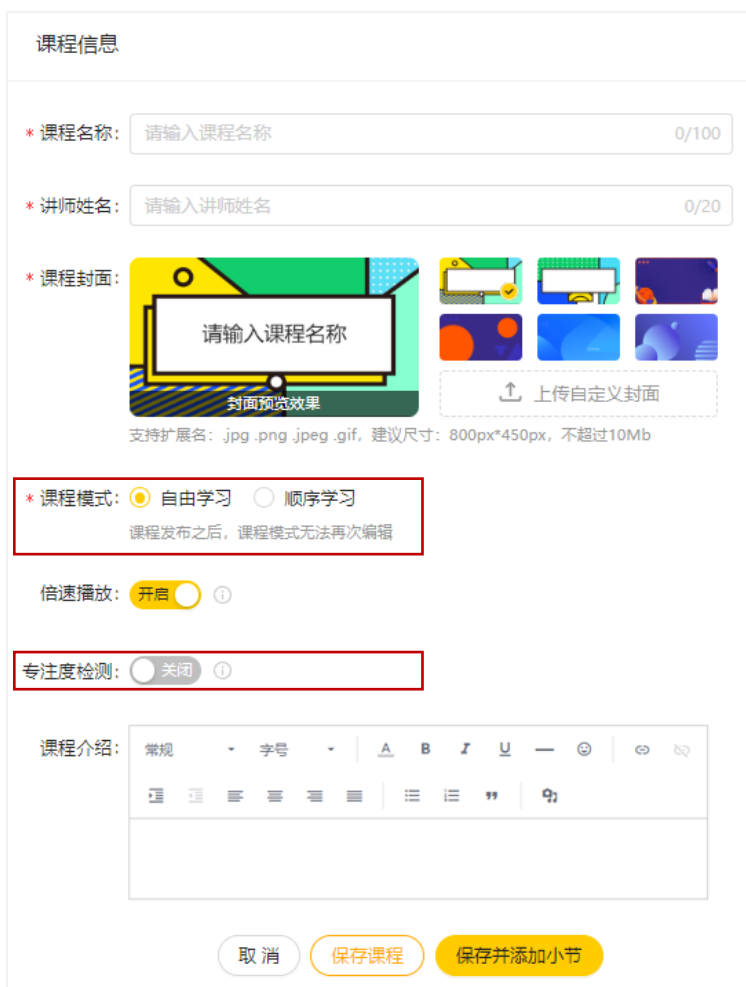 课程信息
* 课程名称: 请输入课程名称 0/100
* 讲师姓名: 请输入讲师姓名 0/20
* 课程封面:
请输入课程名称
封面预览效果
上传自定义封面
支持扩展名: .jpg .png .jpeg .gif, 建议尺寸: 800px*450px, 不超过10Mb
* 课程模式: 自由学习 顺序学习
课程发布之后, 课程模式无法再次编辑
倍速播放: 开启
专注度检测: 关闭
课程介绍: 常规 字号 A B I U
取消 保存课程 保存并添加小节